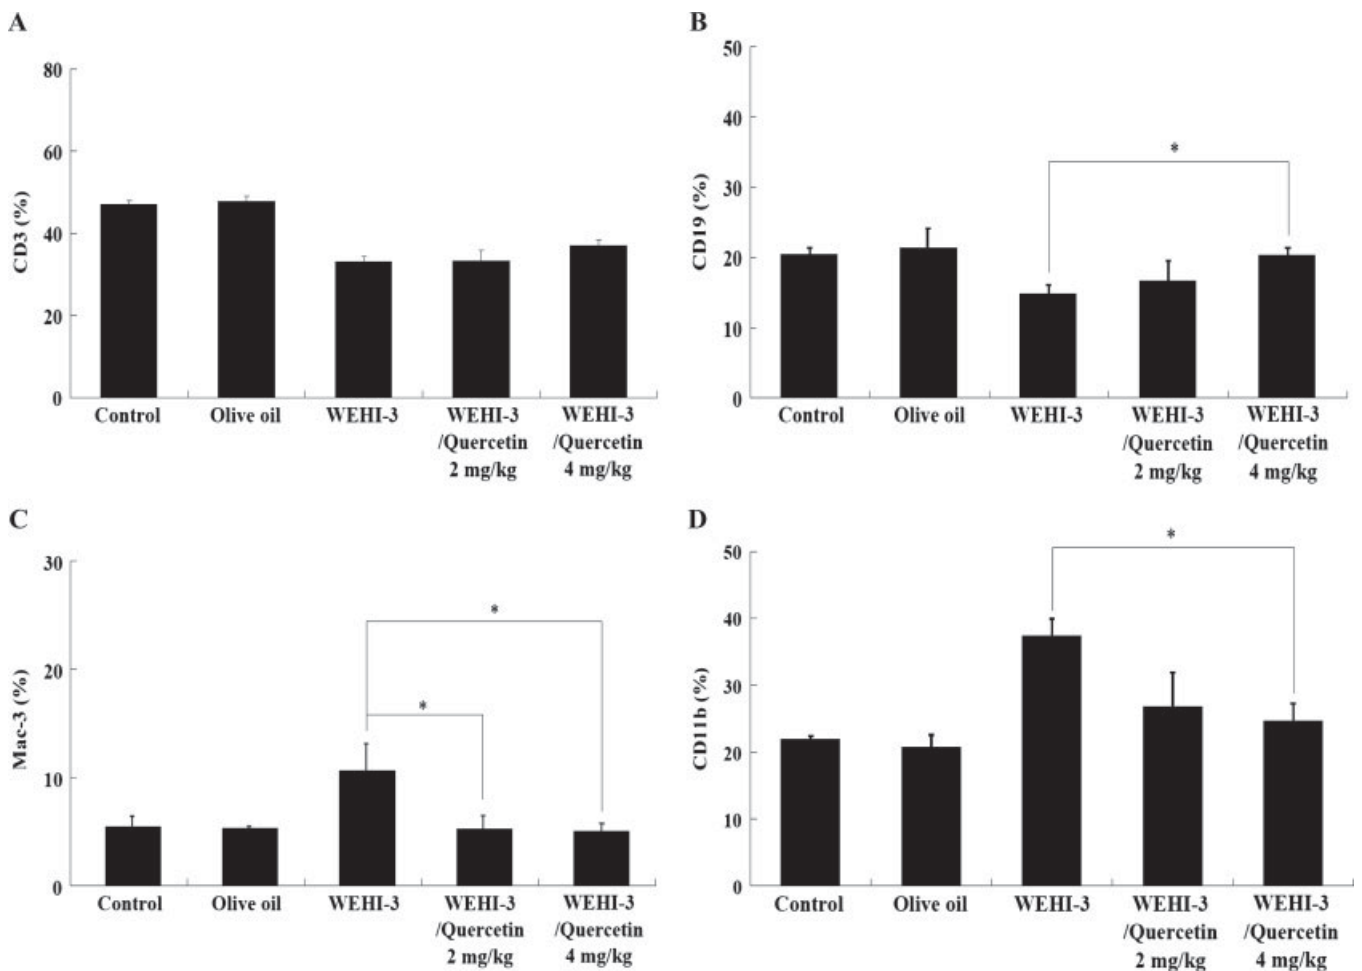 A
CD3 (%)
80
60
40
20
0
Control
Olive oil
WEHI-3
WEHI-3
/Quercetin
2 mg/kg
WEHI-3
/Quercetin
4 mg/kg
B
CD19 (%)
50
40
30
20
10
0
*
Control
Olive oil
WEHI-3
WEHI-3
/Quercetin
2 mg/kg
WEHI-3
/Quercetin
4 mg/kg
C
Mac-3 (%)
30
20
10
0
*
*
Control
Olive oil
WEHI-3
WEHI-3
/Quercetin
2 mg/kg
WEHI-3
/Quercetin
4 mg/kg
D
CD11b (%)
50
40
30
20
10
0
*
Control
Olive oil
WEHI-3
WEHI-3
/Quercetin
2 mg/kg
WEHI-3
/Quercetin
4 mg/kg